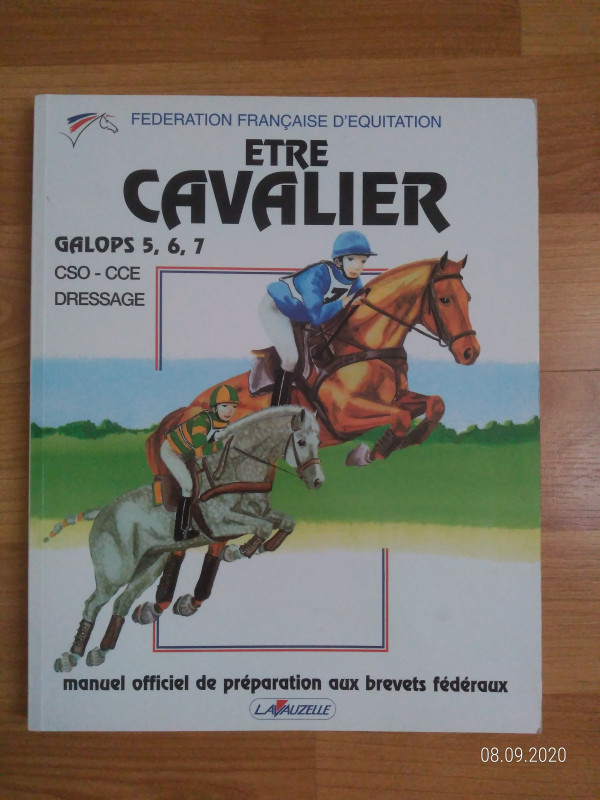 FEDERATION FRANÇAISE D'EQUITATION
ETRE
CAVALIER
GALOPS 5, 6, 7
CSO - CCE
DRESSAGE
manuel officiel de préparation aux brevets fédéraux
LAVAUZELLE
08.09.2020